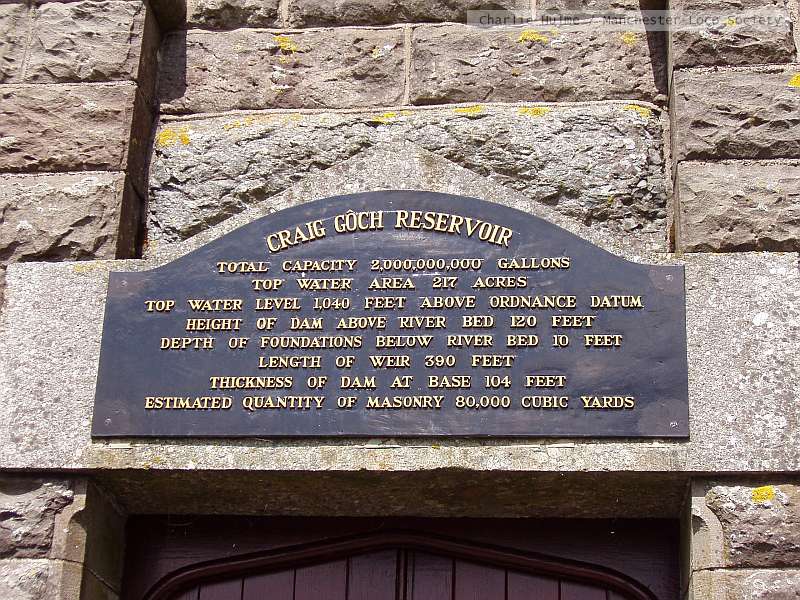 Charlie Hulme / Manchester Loco Society
CRAIG GÔCH RESERVOIR
TOTAL CAPACITY 2,000,000,000 GALLONS
TOP WATER AREA 217 ACRES
TOP WATER LEVEL 1,040 FEET ABOVE ORDNANCE DATUM
HEIGHT OF DAM ABOVE RIVER BED 120 FEET
DEPTH OF FOUNDATIONS BELOW RIVER BED 10 FEET
LENGTH OF WEIR 390 FEET
THICKNESS OF DAM AT BASE 104 FEET
ESTIMATED QUANTITY OF MASONRY 80,000 CUBIC YARDS